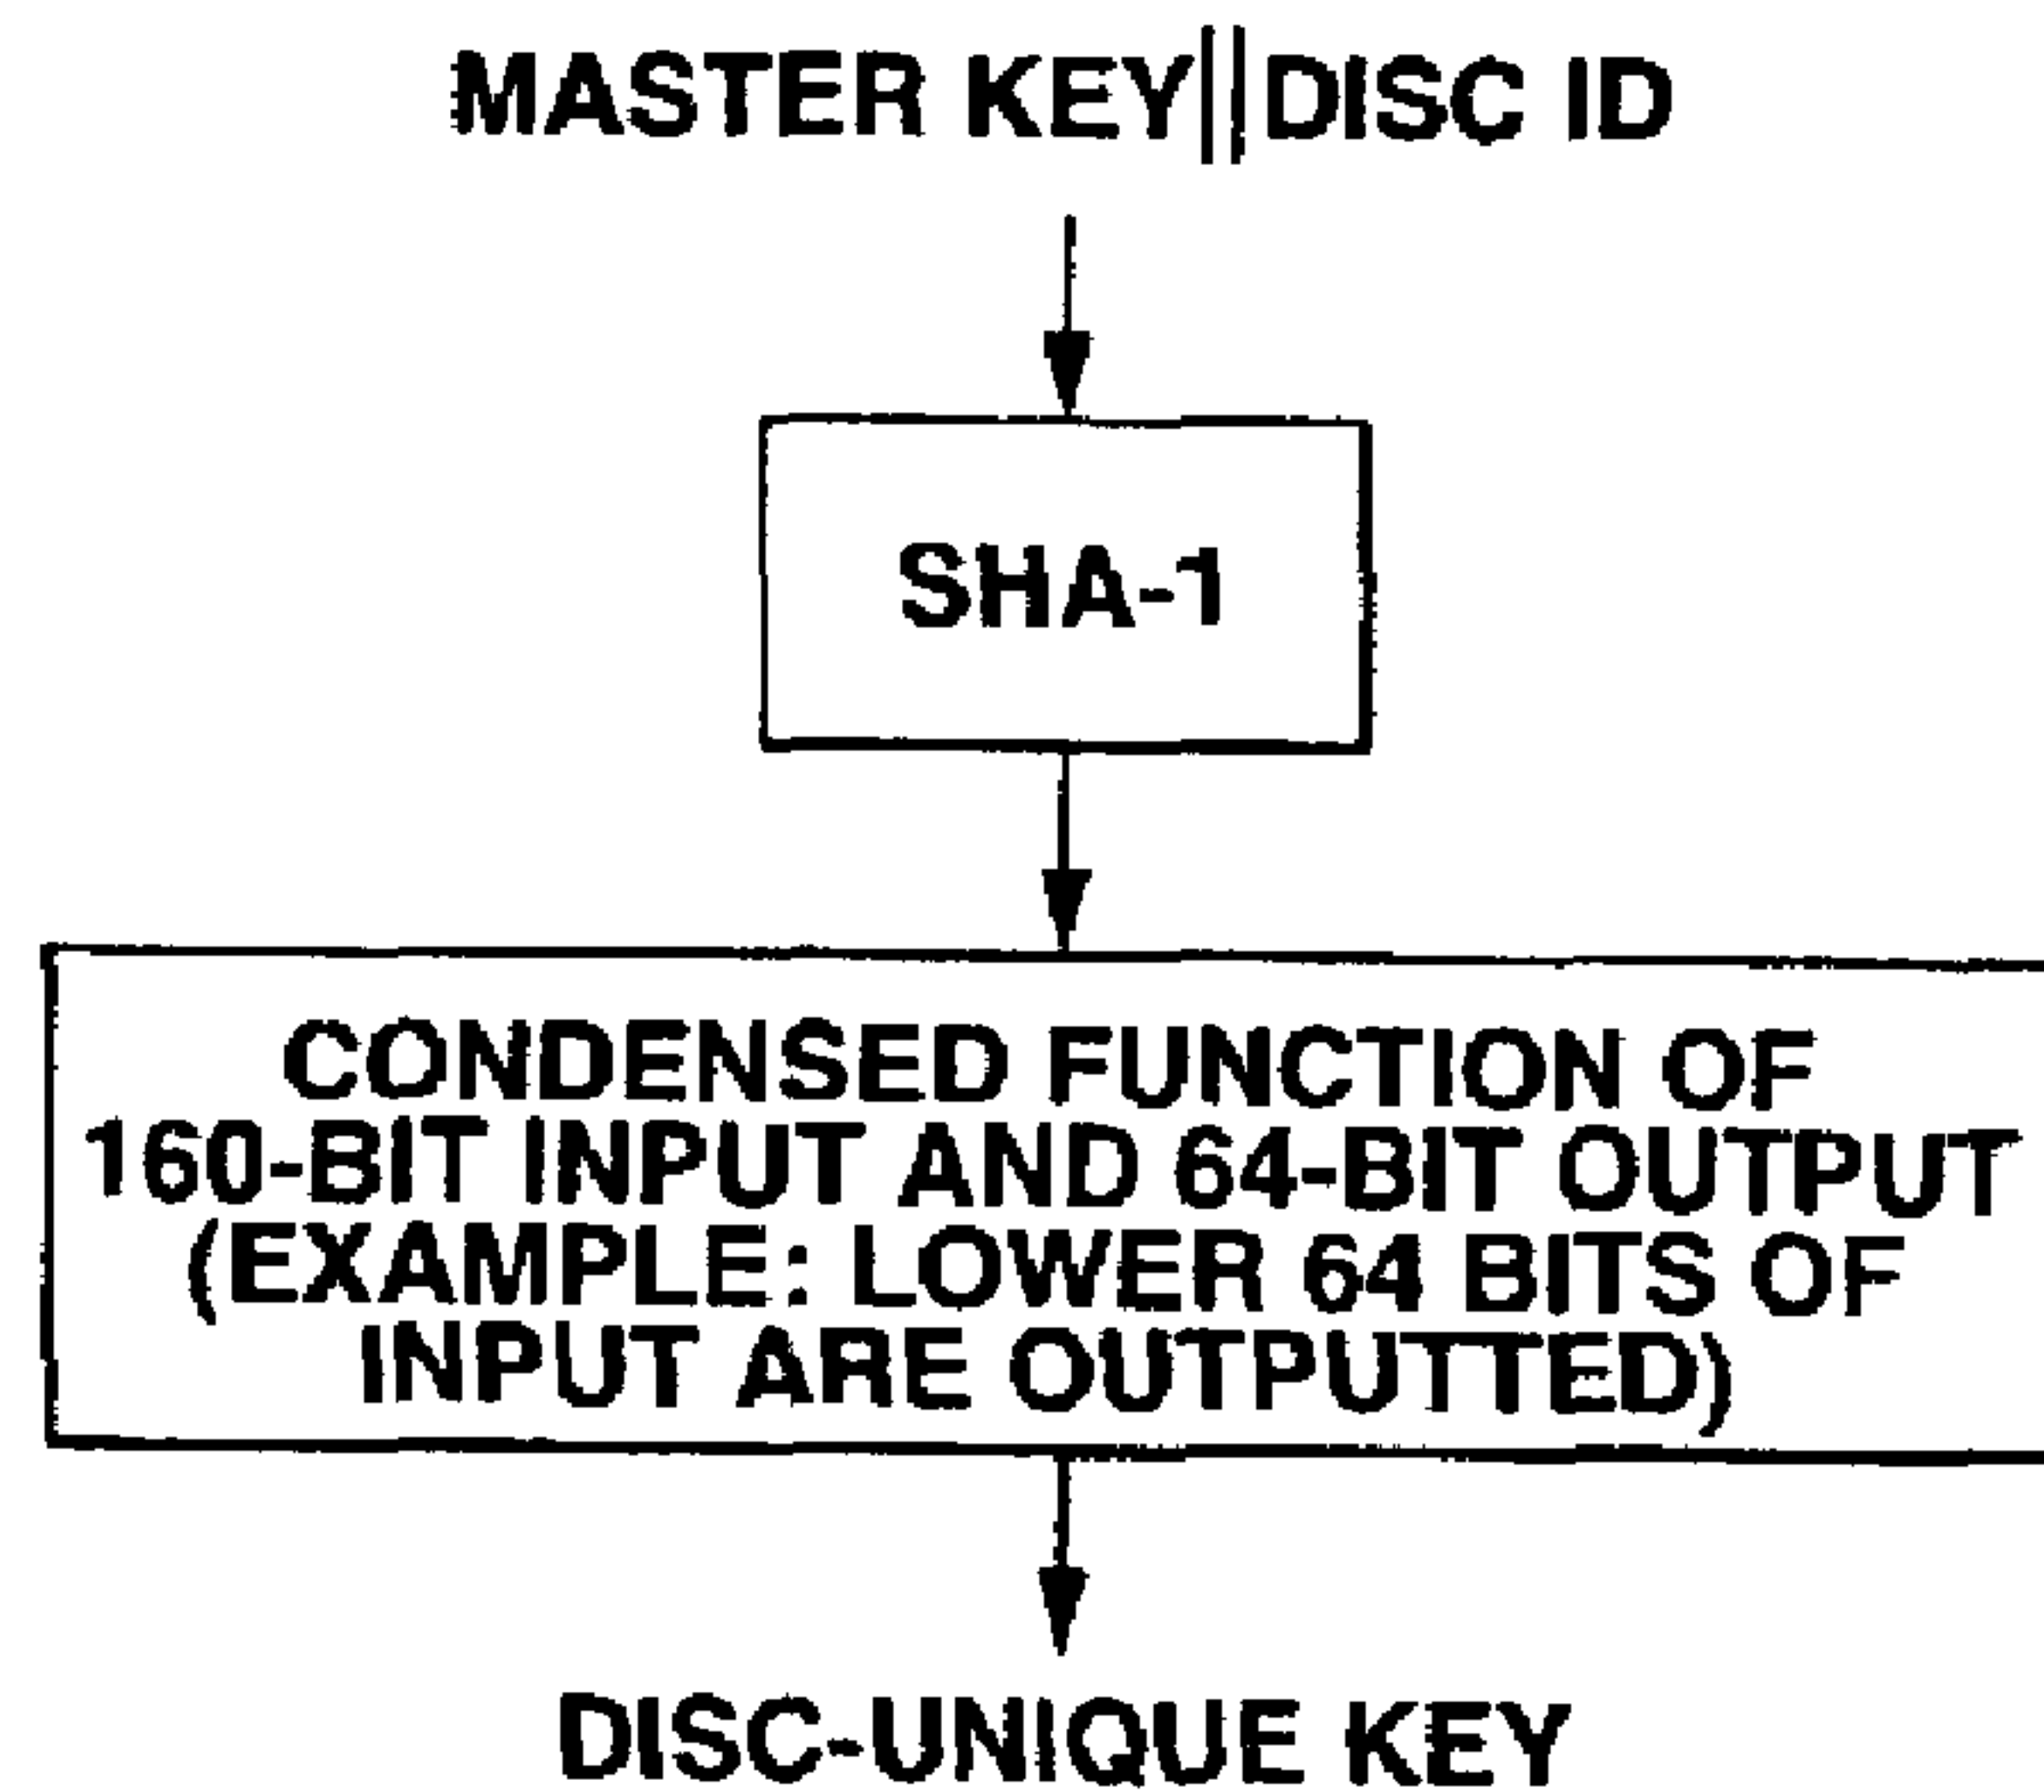 MASTER KEY||DISC ID
SHA-1
CONDENSED FUNCTION OF
160-BIT INPUT AND 64-BIT OUTPUT
(EXAMPLE: LOWER 64 BITS OF
INPUT ARE OUTPUTTED)
DISC-UNIQUE KEY